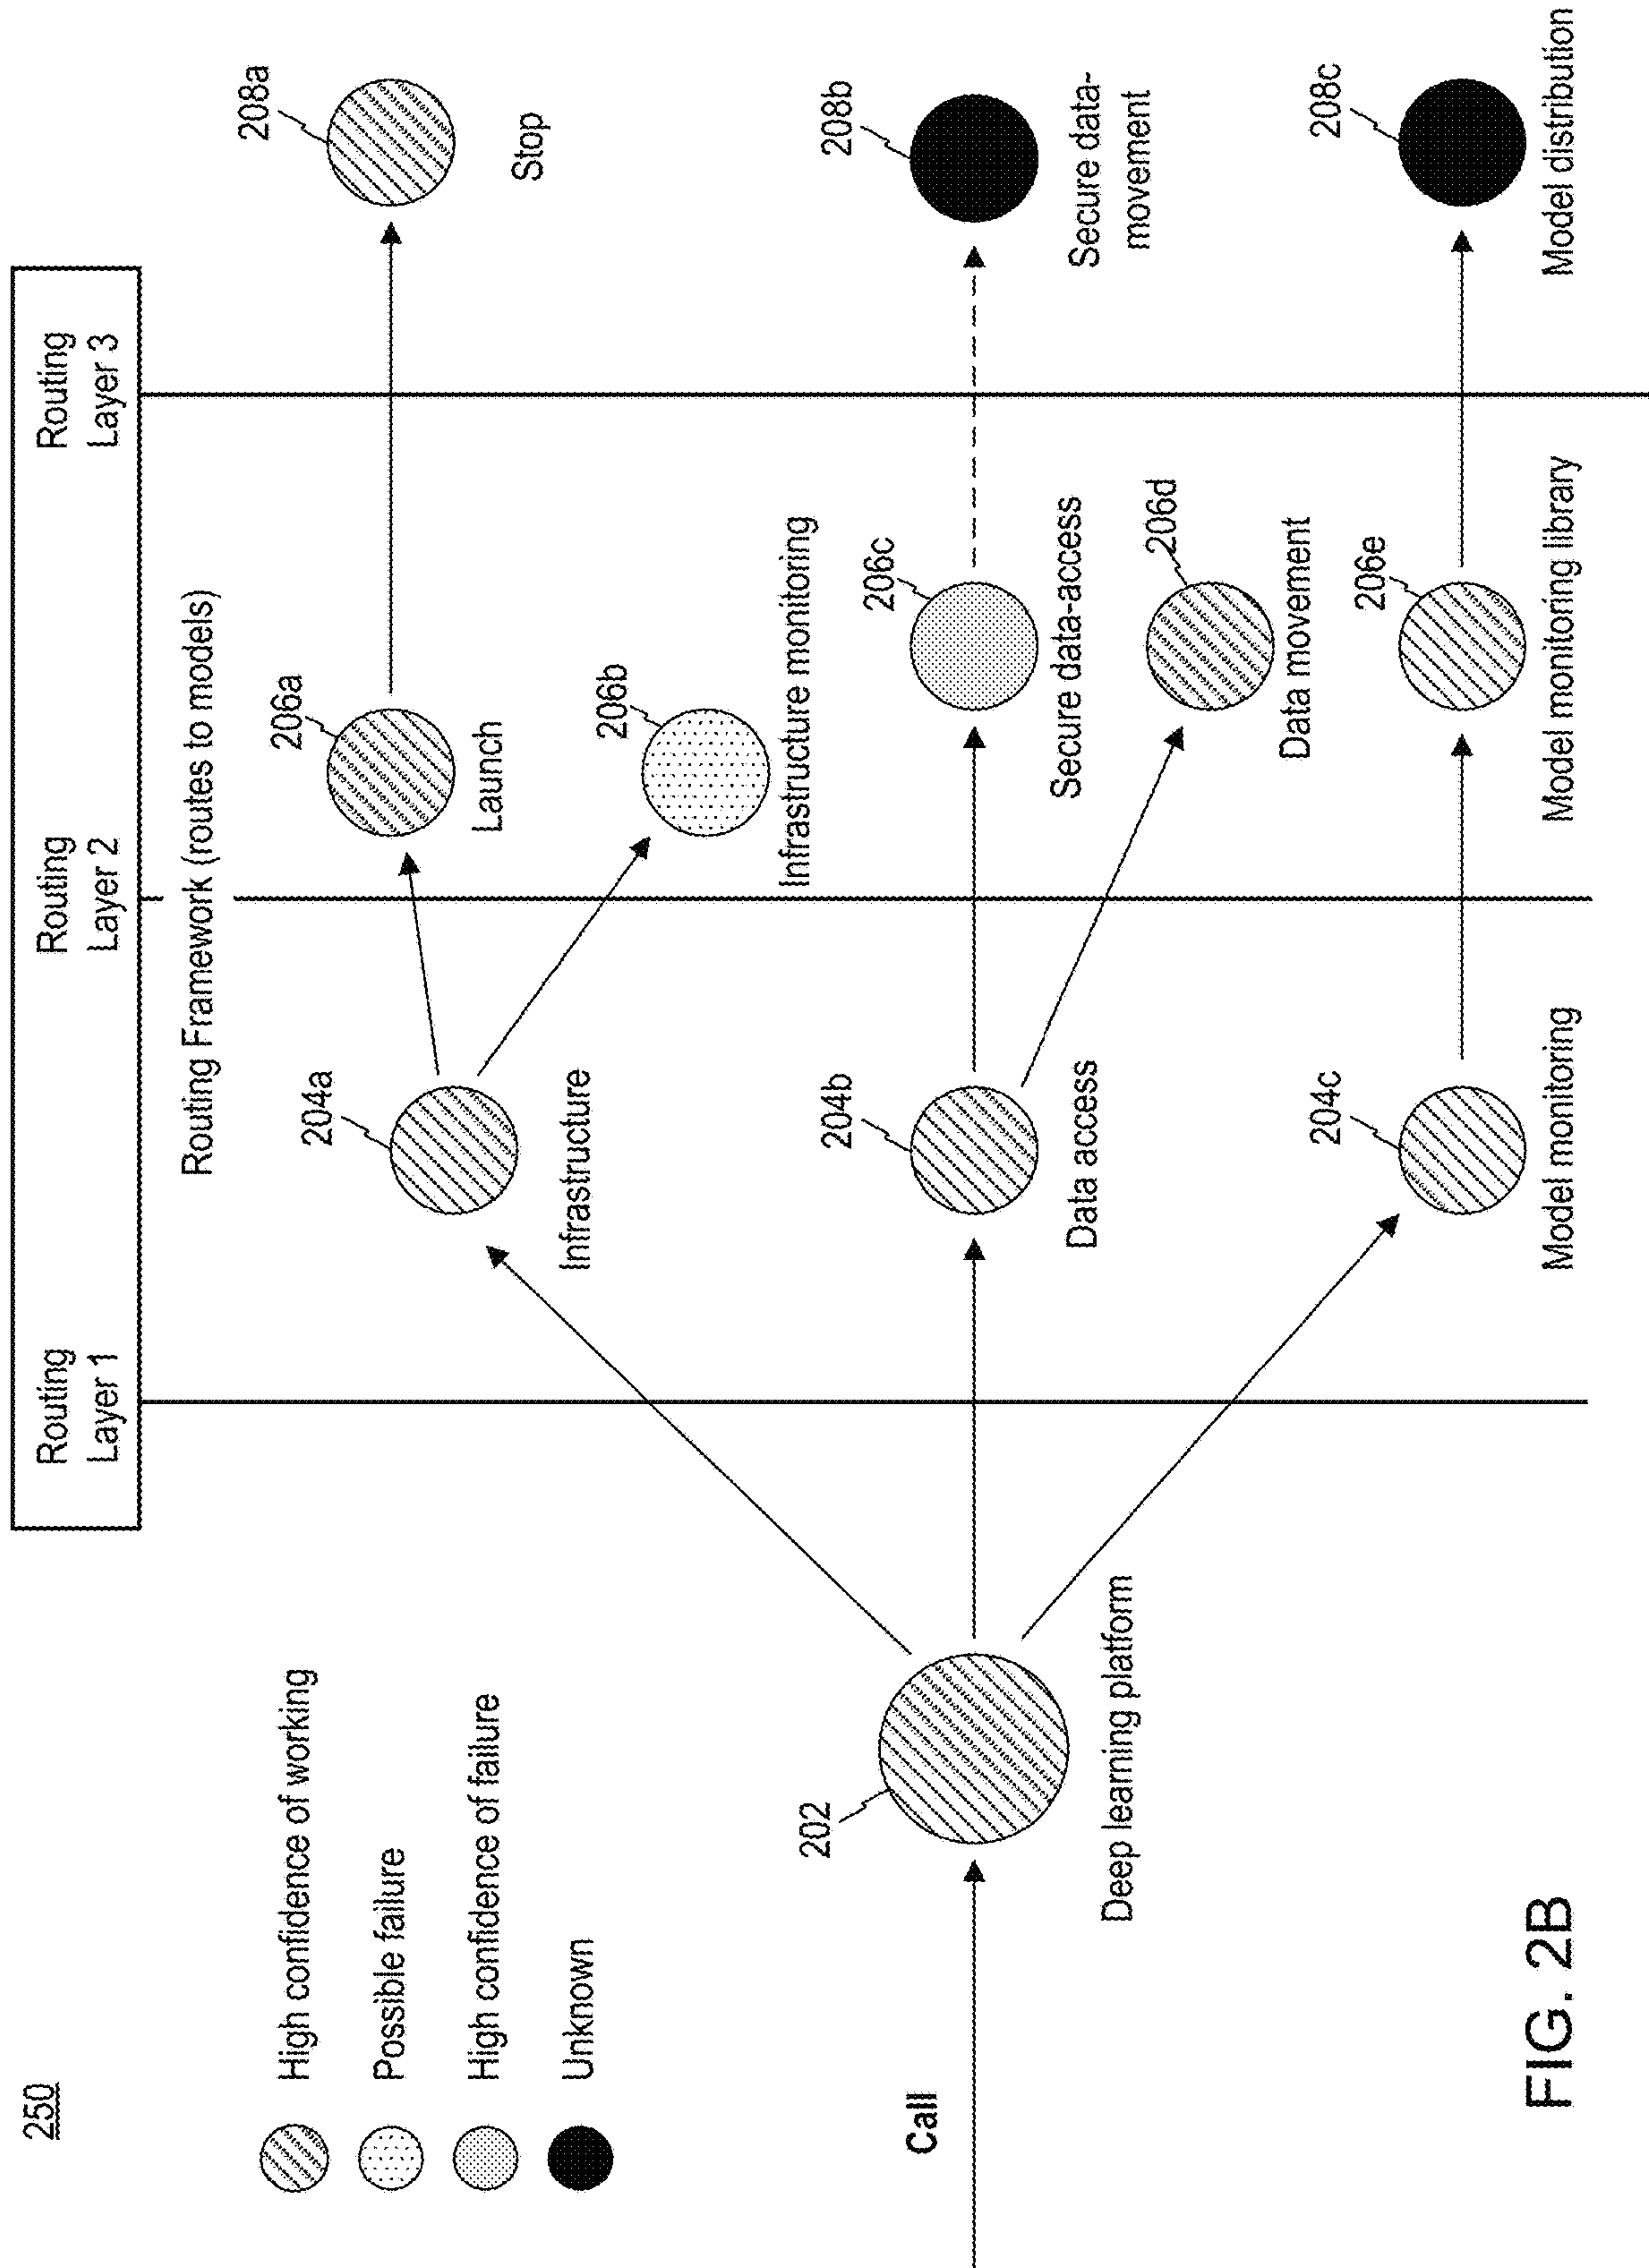 250
High confidence of working
Possible failure
High confidence of failure
Unknown
Routing
Layer 1
Routing
Layer 2
Routing
Layer 3
Routing Framework (routes to models)
Call
202
Deep learning platform
204a
Infrastructure
204b
Data access
204c
Model monitoring
206a
Launch
206b
Infrastructure monitoring
206c
Secure data-access
206d
Data movement
206e
Model monitoring library
208a
Stop
208b
Secure data-
movement
208c
Model distribution
FIG. 2B